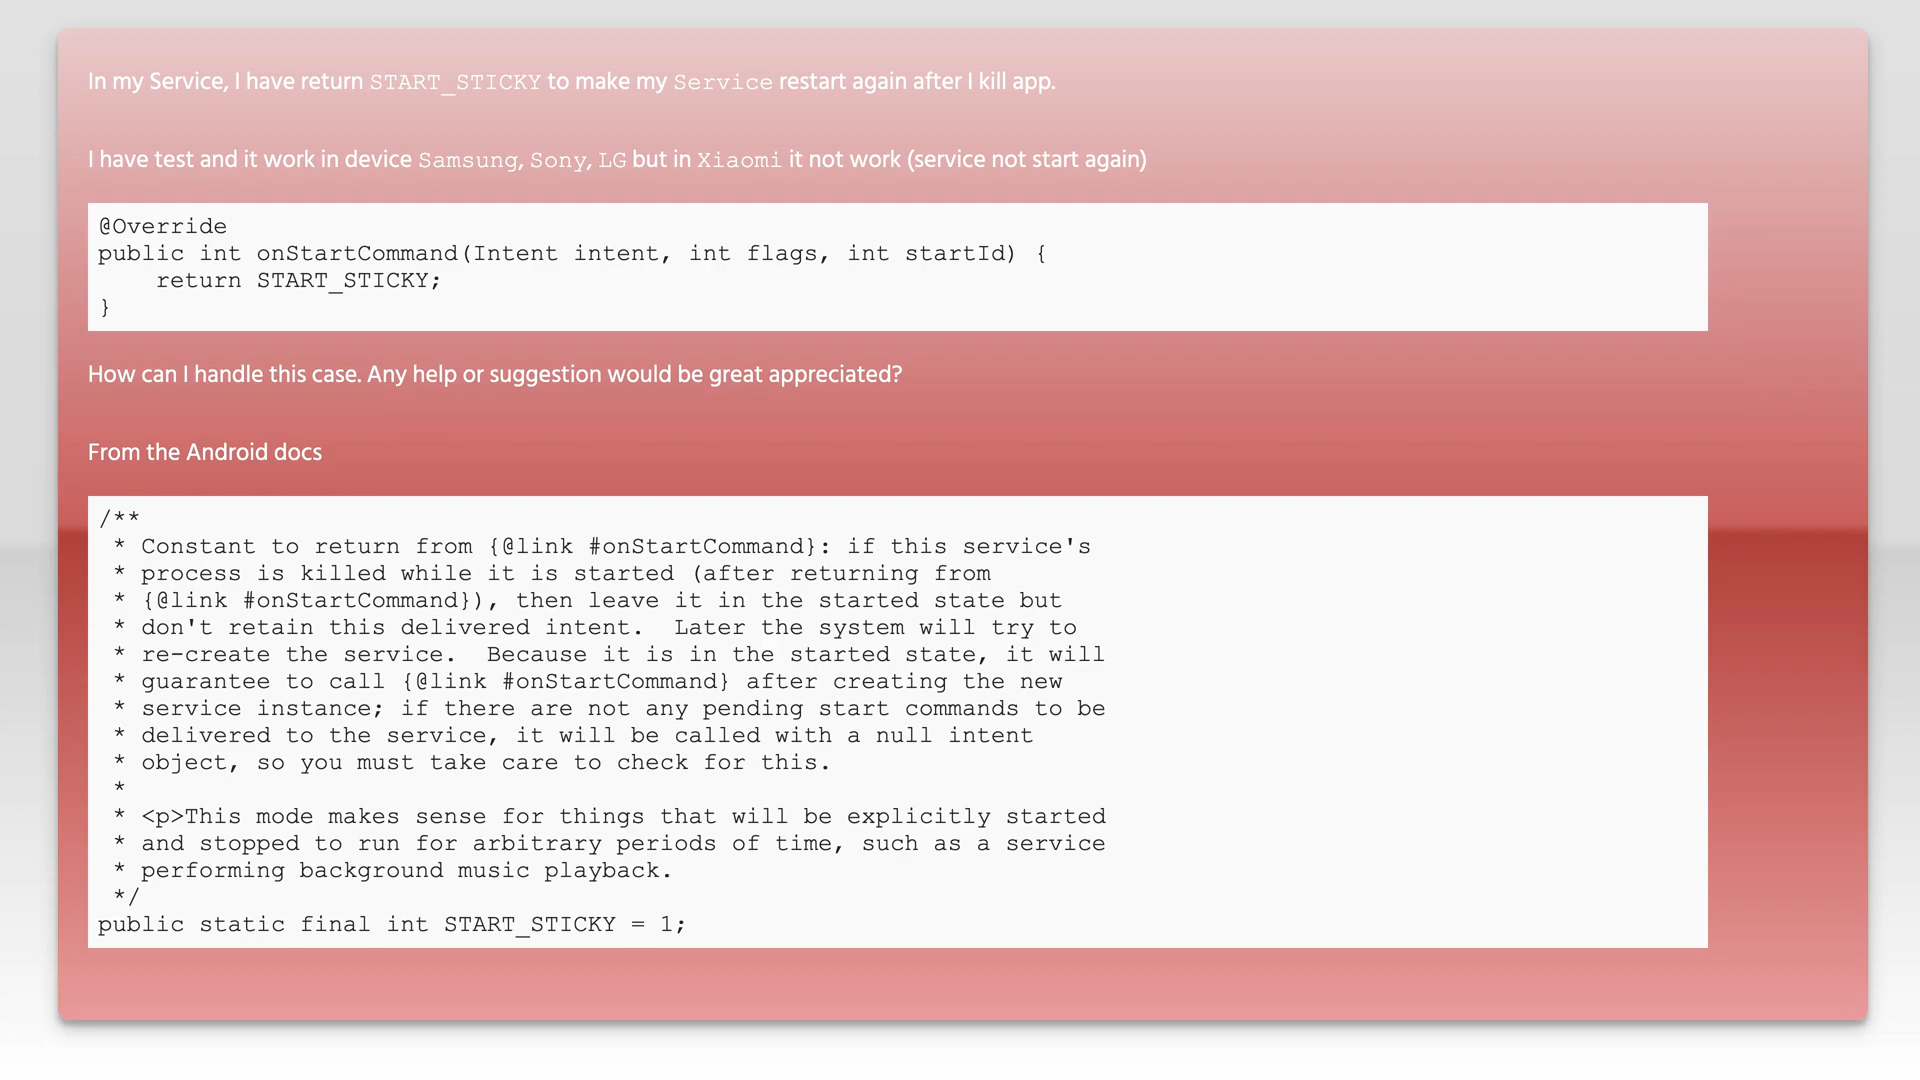 In my Service, I have return START_STICKY to make my Service restart again after I kill app.
I have test and it work in device Samsung, Sony, LG but in Xiaomi it not work (service not start again)
@Override
public int onStartCommand(Intent intent, int flags, int startId) {
    return START_STICKY;
}
How can I handle this case. Any help or suggestion would be great appreciated?
From the Android docs
/**
 * Constant to return from {@link #onStartCommand}: if this service's
 * process is killed while it is started (after returning from
 * {@link #onStartCommand}), then leave it in the started state but
 * don't retain this delivered intent.  Later the system will try to
 * re-create the service.  Because it is in the started state, it will
 * guarantee to call {@link #onStartCommand} after creating the new
 * service instance; if there are not any pending start commands to be
 * delivered to the service, it will be called with a null intent
 * object, so you must take care to check for this.
 *
 * <p>This mode makes sense for things that will be explicitly started
 * and stopped to run for arbitrary periods of time, such as a service
 * performing background music playback.
 */
public static final int START_STICKY = 1;